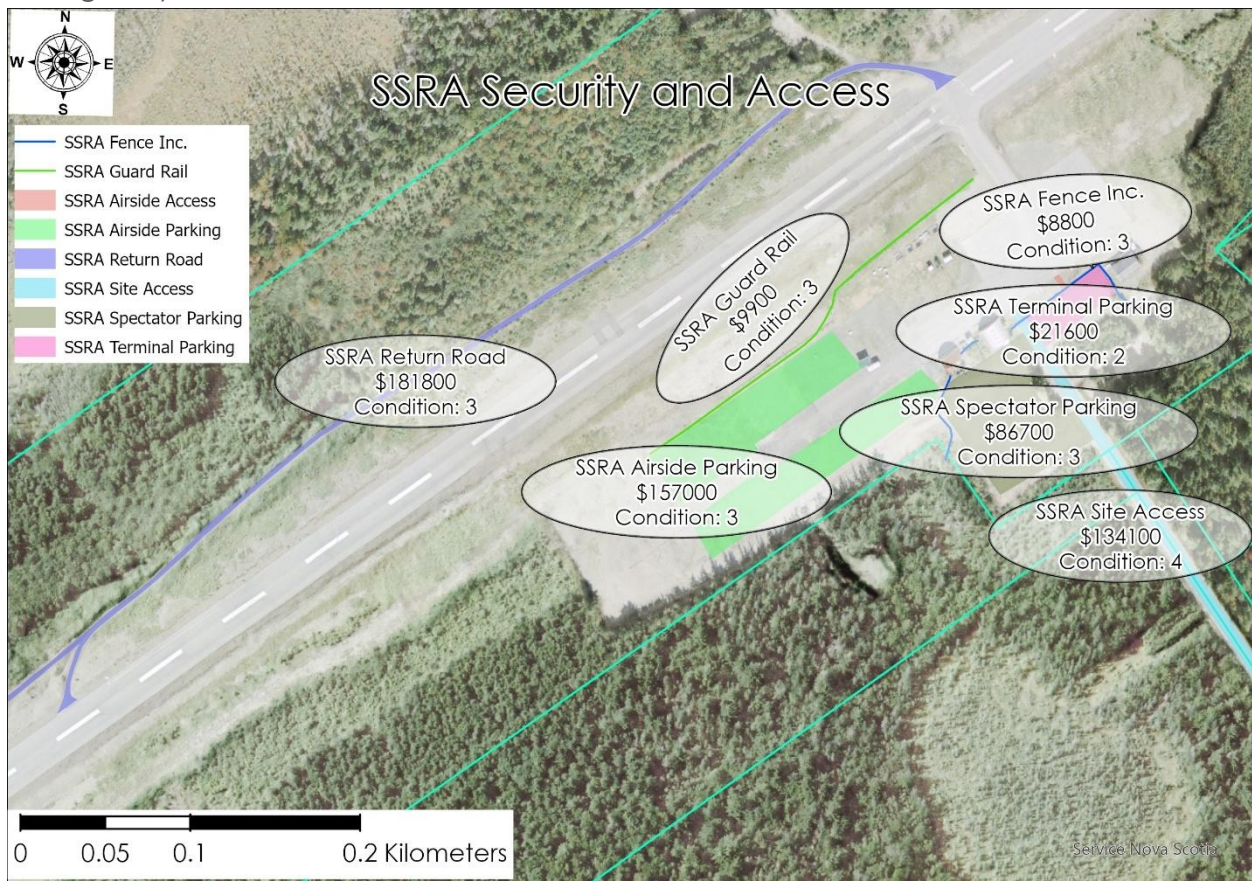 N
W E
S
SSRA Security and Access
SSRA Fence Inc.
SSRA Guard Rail
SSRA Airside Access
SSRA Airside Parking
SSRA Return Road
SSRA Site Access
SSRA Spectator Parking
SSRA Terminal Parking
SSRA Fence Inc.
$8800
Condition: 3
SSRA Guard Rail
$9900
Condition: 3
SSRA Terminal Parking
$21600
Condition: 2
SSRA Return Road
$181800
Condition: 3
SSRA Spectator Parking
$86700
Condition: 3
SSRA Airside Parking
$157000
Condition: 3
SSRA Site Access
$134100
Condition: 4
0 0.05 0.1 0.2 Kilometers
Service Nova Scotia